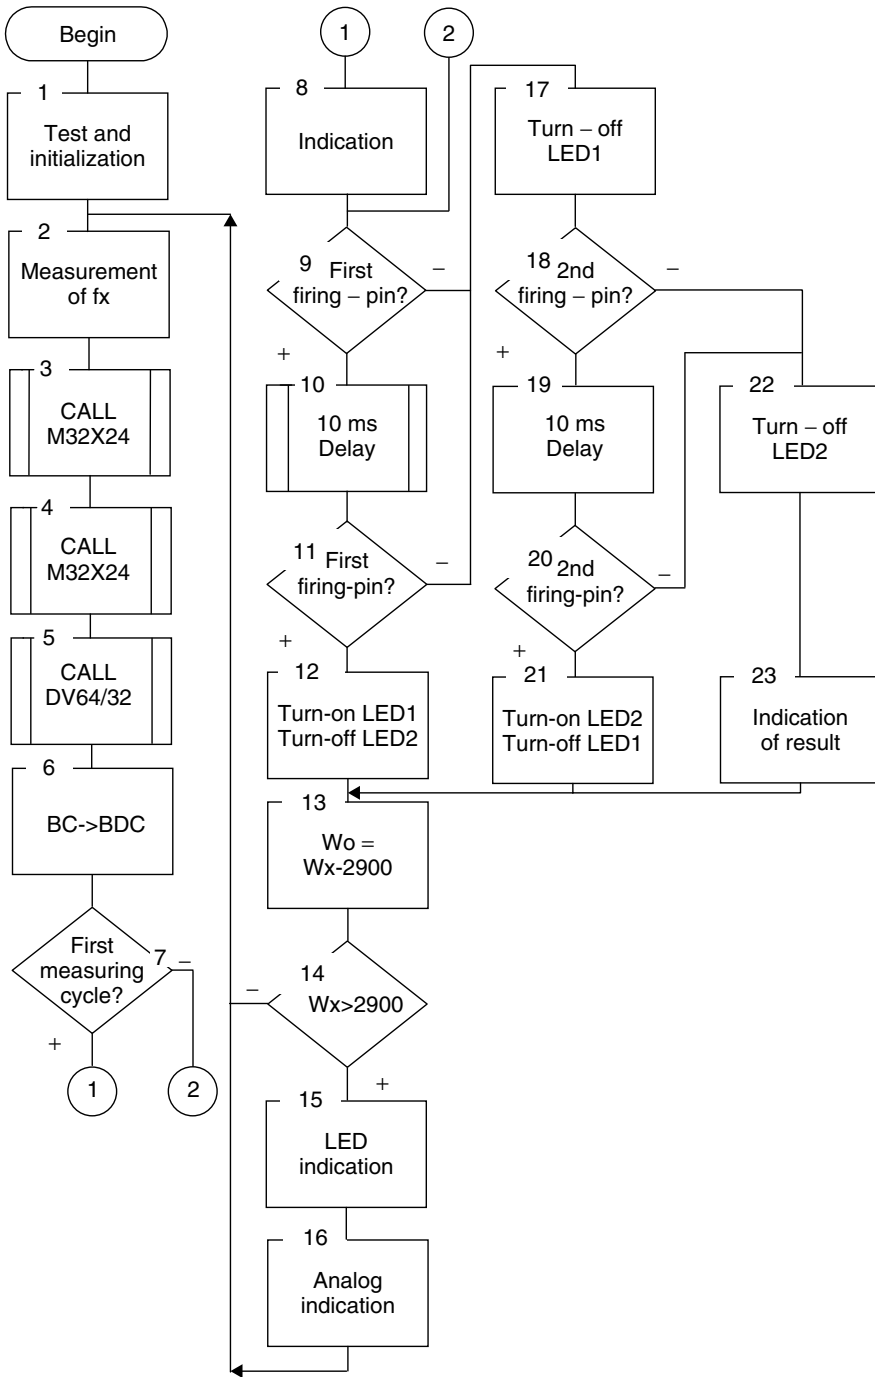 Begin
1
Test and
initialization
2
Measurement
of fx
3
CALL
M32X24
4
CALL
M32X24
5
CALL
DV64/32
6
BC->BDC
First
measuring
cycle?
7
–
+
1
2
1
2
8
Indication
9
First
firing – pin?
–
+
10
10 ms
Delay
11
First
firing-pin?
–
+
12
Turn-on LED1
Turn-off LED2
13
Wo =
Wx-2900
14
Wx>2900
–
+
15
LED
indication
16
Analog
indication
17
Turn – off
LED1
18
2nd
firing – pin?
–
+
19
10 ms
Delay
20
2nd
firing-pin?
–
+
21
Turn-on LED2
Turn-off LED1
22
Turn – off
LED2
23
Indication
of result